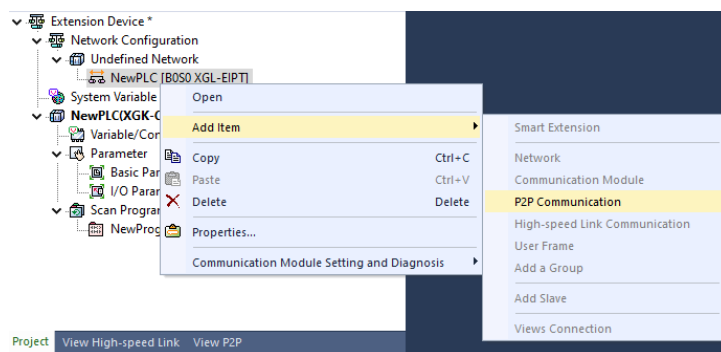 Extension Device *
Network Configuration
Undefined Network
NewPLC [B0S0 XGL-EIPT]
System Variable
NewPLC(XGK-C
Variable/Com
Parameter
Basic Par
I/O Parar
Scan Program
NewProg
Open
Add Item
Copy Ctrl+C
Paste Ctrl+V
Delete Delete
Properties...
Communication Module Setting and Diagnosis
Smart Extension
Network
Communication Module
P2P Communication
High-speed Link Communication
User Frame
Add a Group
Add Slave
Views Connection
Project View High-speed Link View P2P